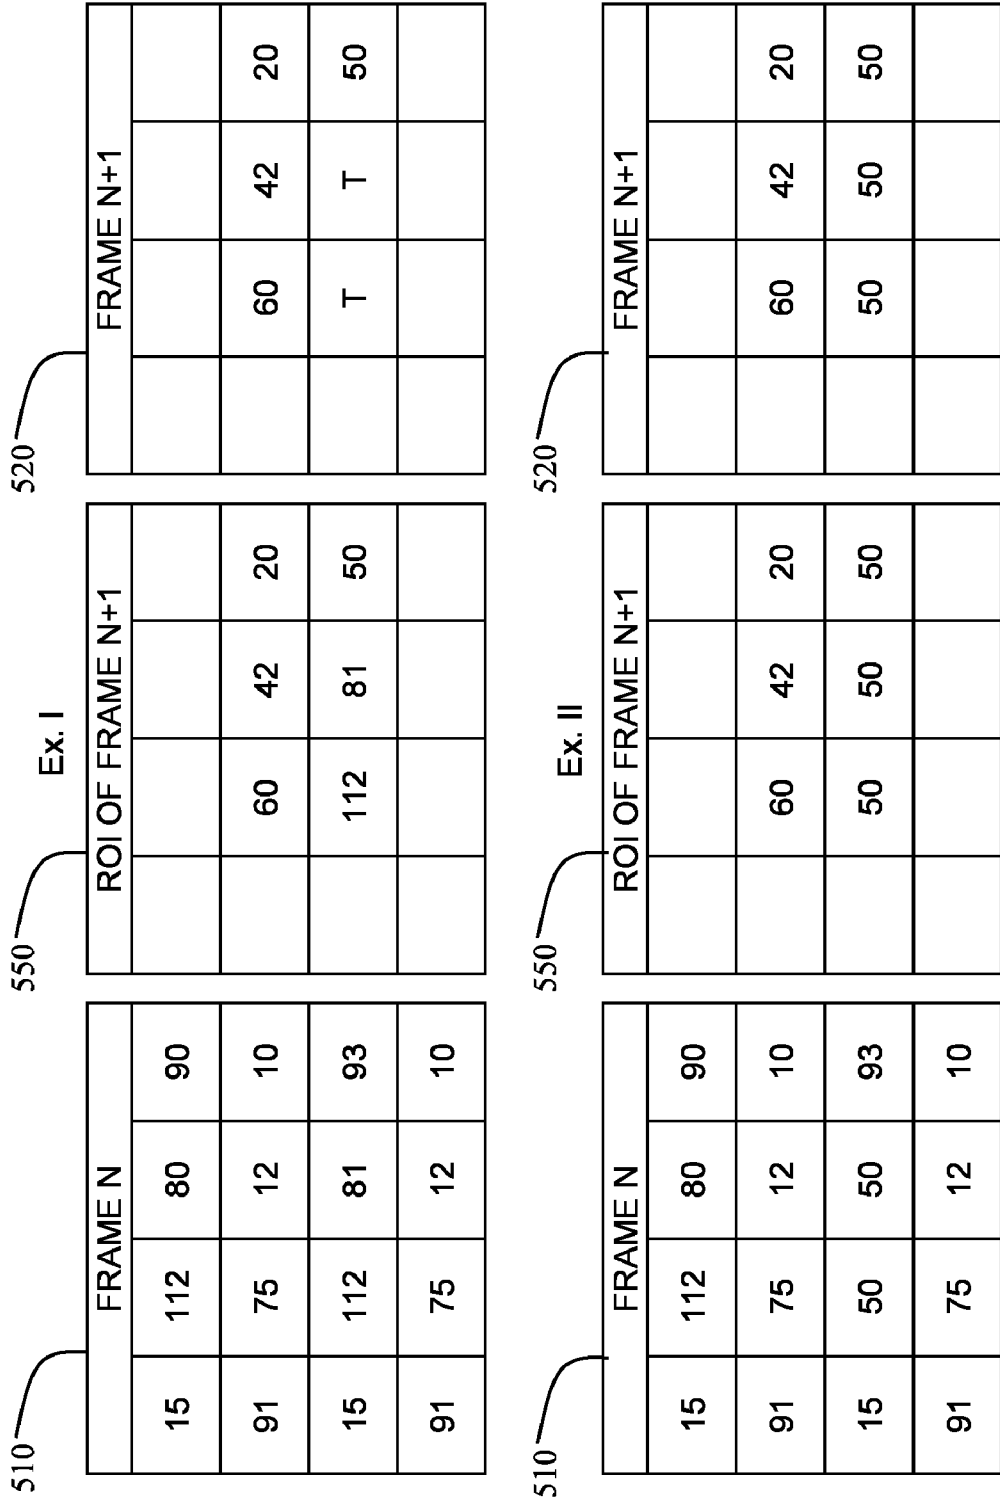 510 550 520
Ex. I
FRAME N ROI OF FRAME N+1 FRAME N+1
15 112 80 90
91 75 12 10 60 42 20 60 42 20
15 112 81 93 112 81 50 T T 50
91 75 12 10
510 550 520
Ex. II
FRAME N ROI OF FRAME N+1 FRAME N+1
15 112 80 90
91 75 12 10 60 42 20 60 42 20
15 50 50 93 50 50 50 50 50 50
91 75 12 10